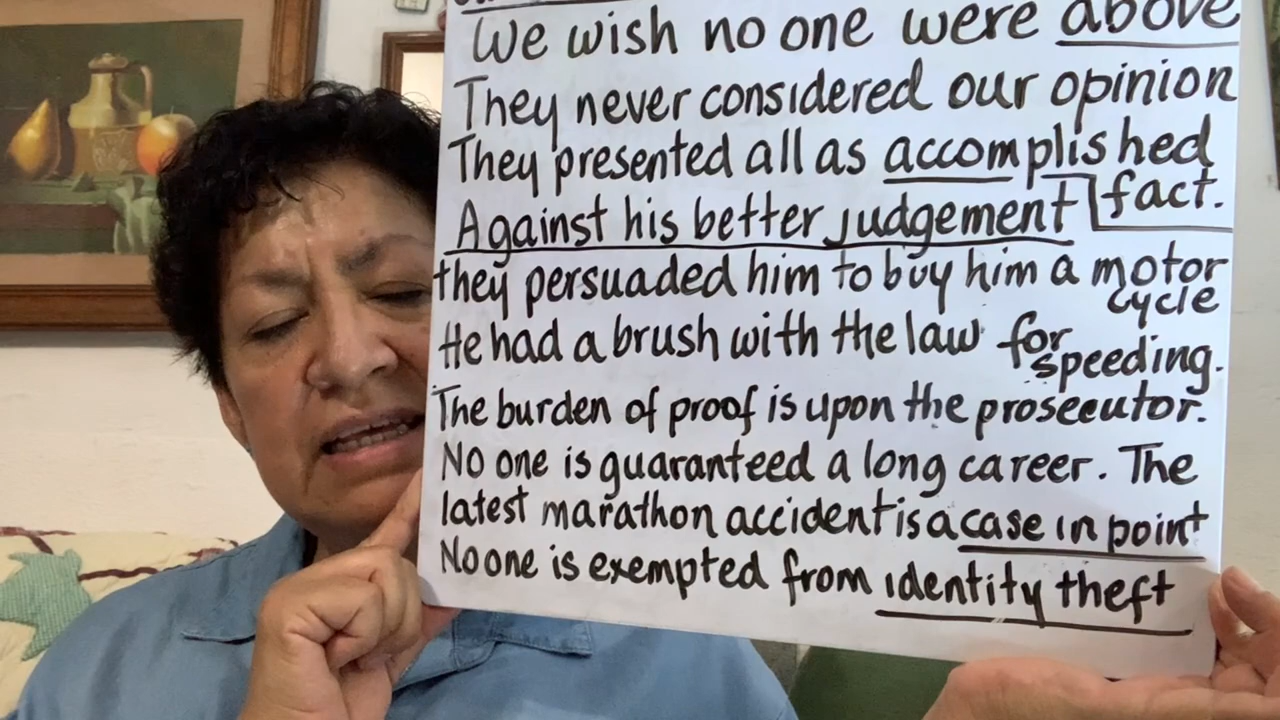 We wish no one were above
They never considered our opinion
They presented all as accomplished
fact.
Against his better judgement
they persuaded him to buy him a motor
cycle
He had a brush with the law for
speeding.
The burden of proof is upon the prosecutor.
No one is guaranteed a long career. The
latest marathon accident is a case in point
No one is exempted from identity theft